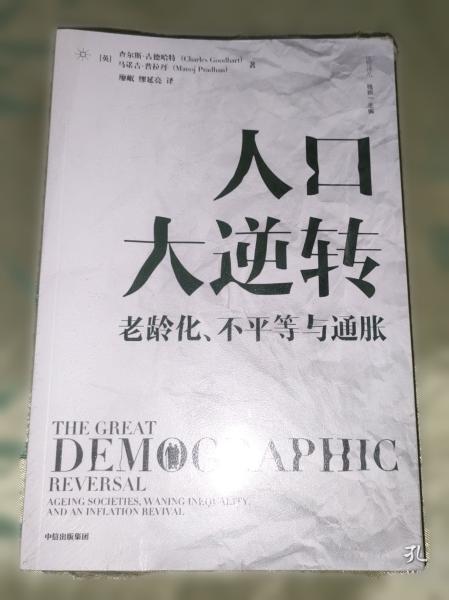 [英] 查尔斯·古德哈特 (Charles Goodhart)
马诺吉·普拉丹 (Manoj Pradhan) 著
廖岷 缪延亮 译
人口
大逆转
老龄化、不平等与通胀
THE GREAT
DEMOGRAPHIC
REVERSAL
AGEING SOCIETIES, WANING INEQUALITY,
AND AN INFLATION REVIVAL
中信出版集团
孔